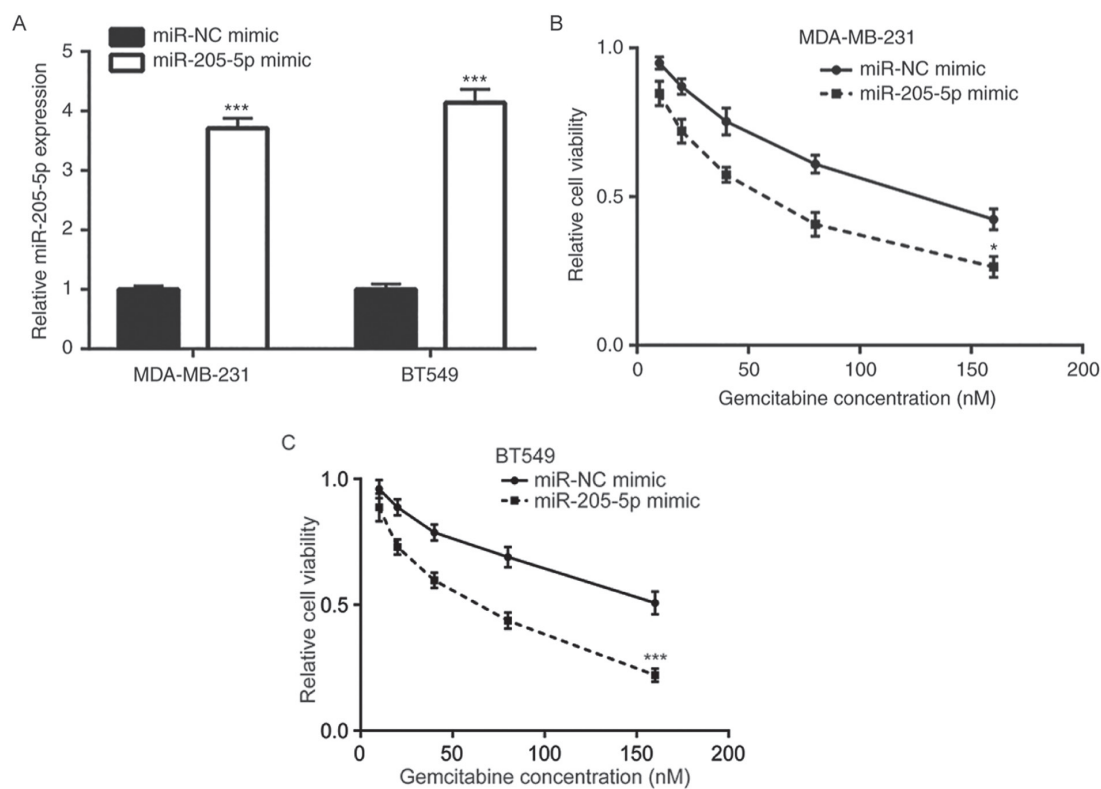 A
miR-NC mimic
miR-205-5p mimic
Relative miR-205-5p expression
5
4
3
2
1
0
***
***
MDA-MB-231
BT549
B
MDA-MB-231
miR-NC mimic
miR-205-5p mimic
Relative cell viability
1.0
0.5
0.0
*
0
50
100
150
200
Gemcitabine concentration (nM)
C
BT549
miR-NC mimic
miR-205-5p mimic
Relative cell viability
1.0
0.5
0.0
***
0
50
100
150
200
Gemcitabine concentration (nM)